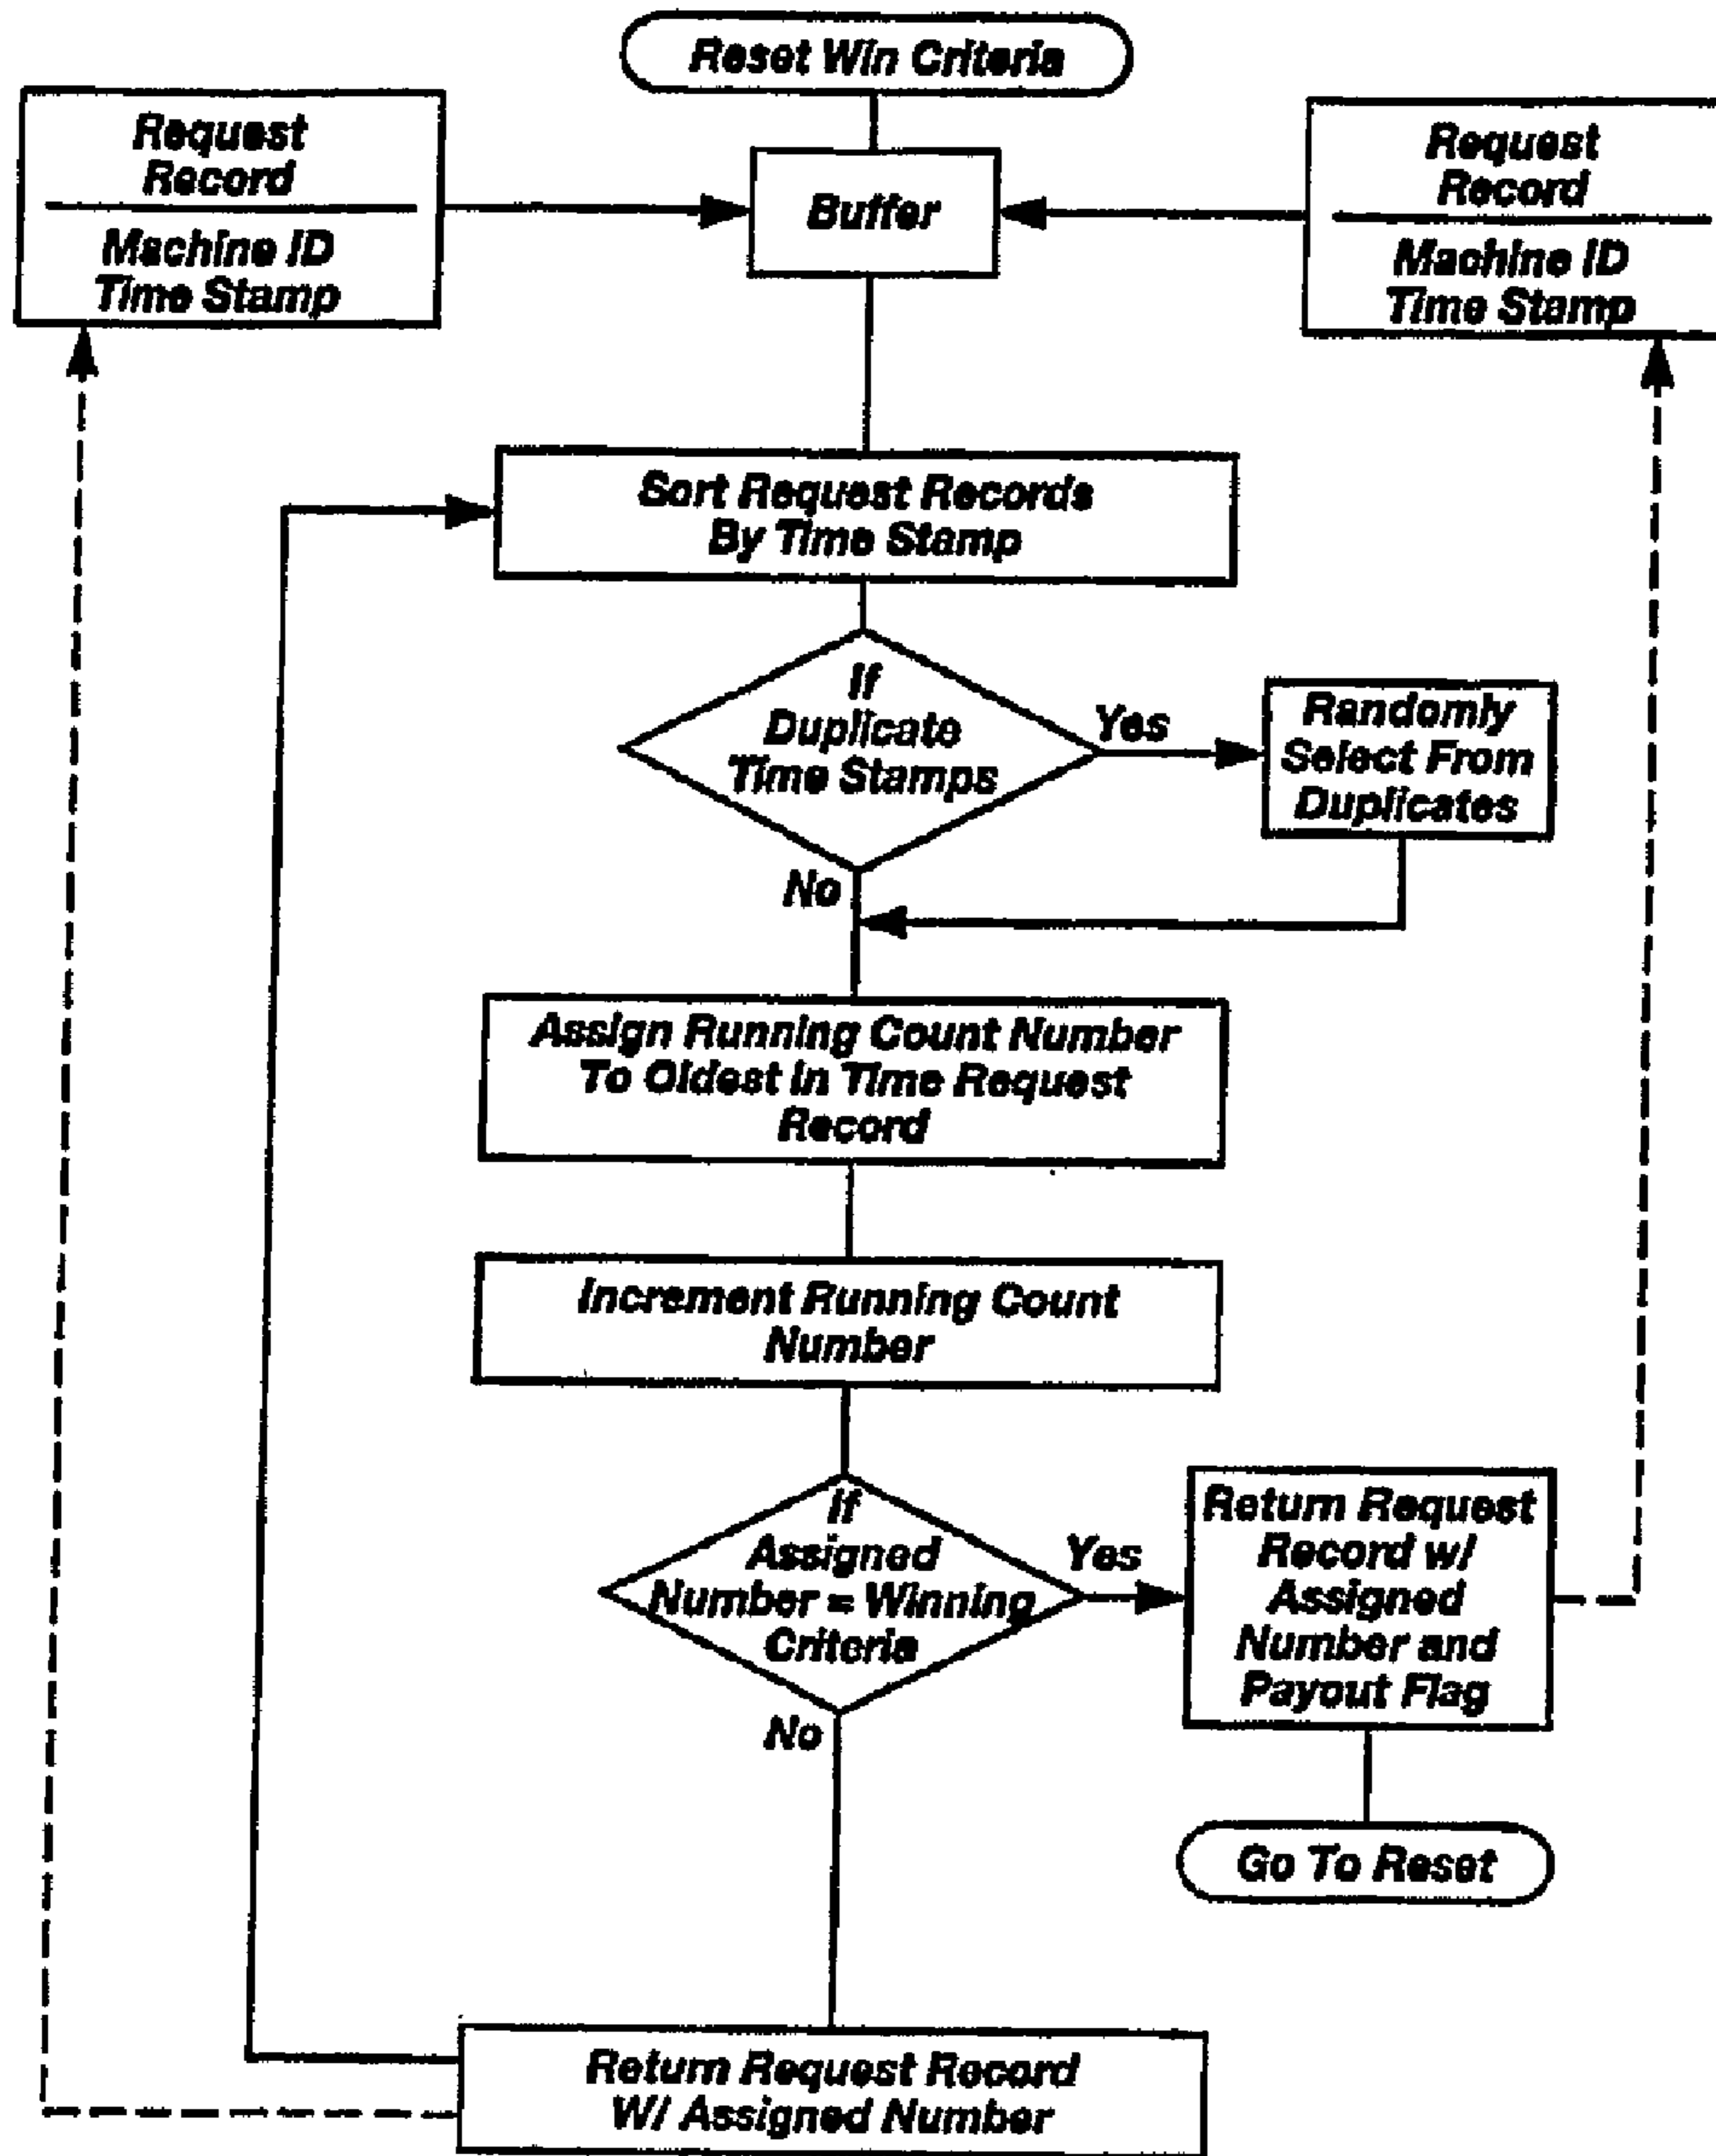 Reset Win Criteria
Request
Record
Machine ID
Time Stamp
Buffer
Request
Record
Machine ID
Time Stamp
Sort Request Records
By Time Stamp
If
Duplicate
Time Stamps
Yes
Randomly
Select From
Duplicates
No
Assign Running Count Number
To Oldest in Time Request
Record
Increment Running Count
Number
If
Assigned
Number = Winning
Criteria
Yes
Return Request
Record w/
Assigned
Number and
Payout Flag
No
Go To Reset
Return Request Record
W/ Assigned Number